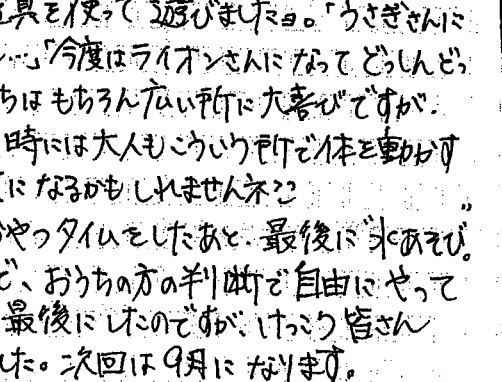 具を使って遊びましたョ。「うさぎさんに
…」「今度はライオンさんになってどっしんどっ
ちはもちろん広い所に大喜びですが、
時には大人もこういう所で体を動かす
になるかもしれませんネ
やつタイムをしたあと、最後に"水あそび"。
で、おうちの方の判断で自由にやって
最後にしたのですが、けっこう皆さん
した。次回は9月になります。